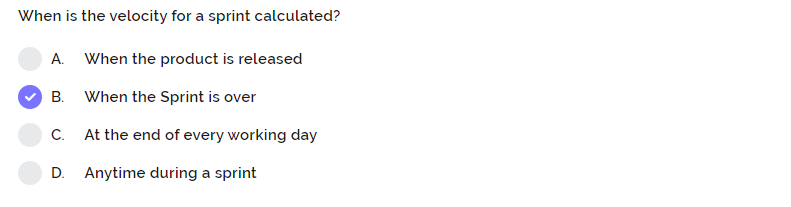 When is the velocity for a sprint calculated?
A. When the product is released
B. When the Sprint is over
C. At the end of every working day
D. Anytime during a sprint